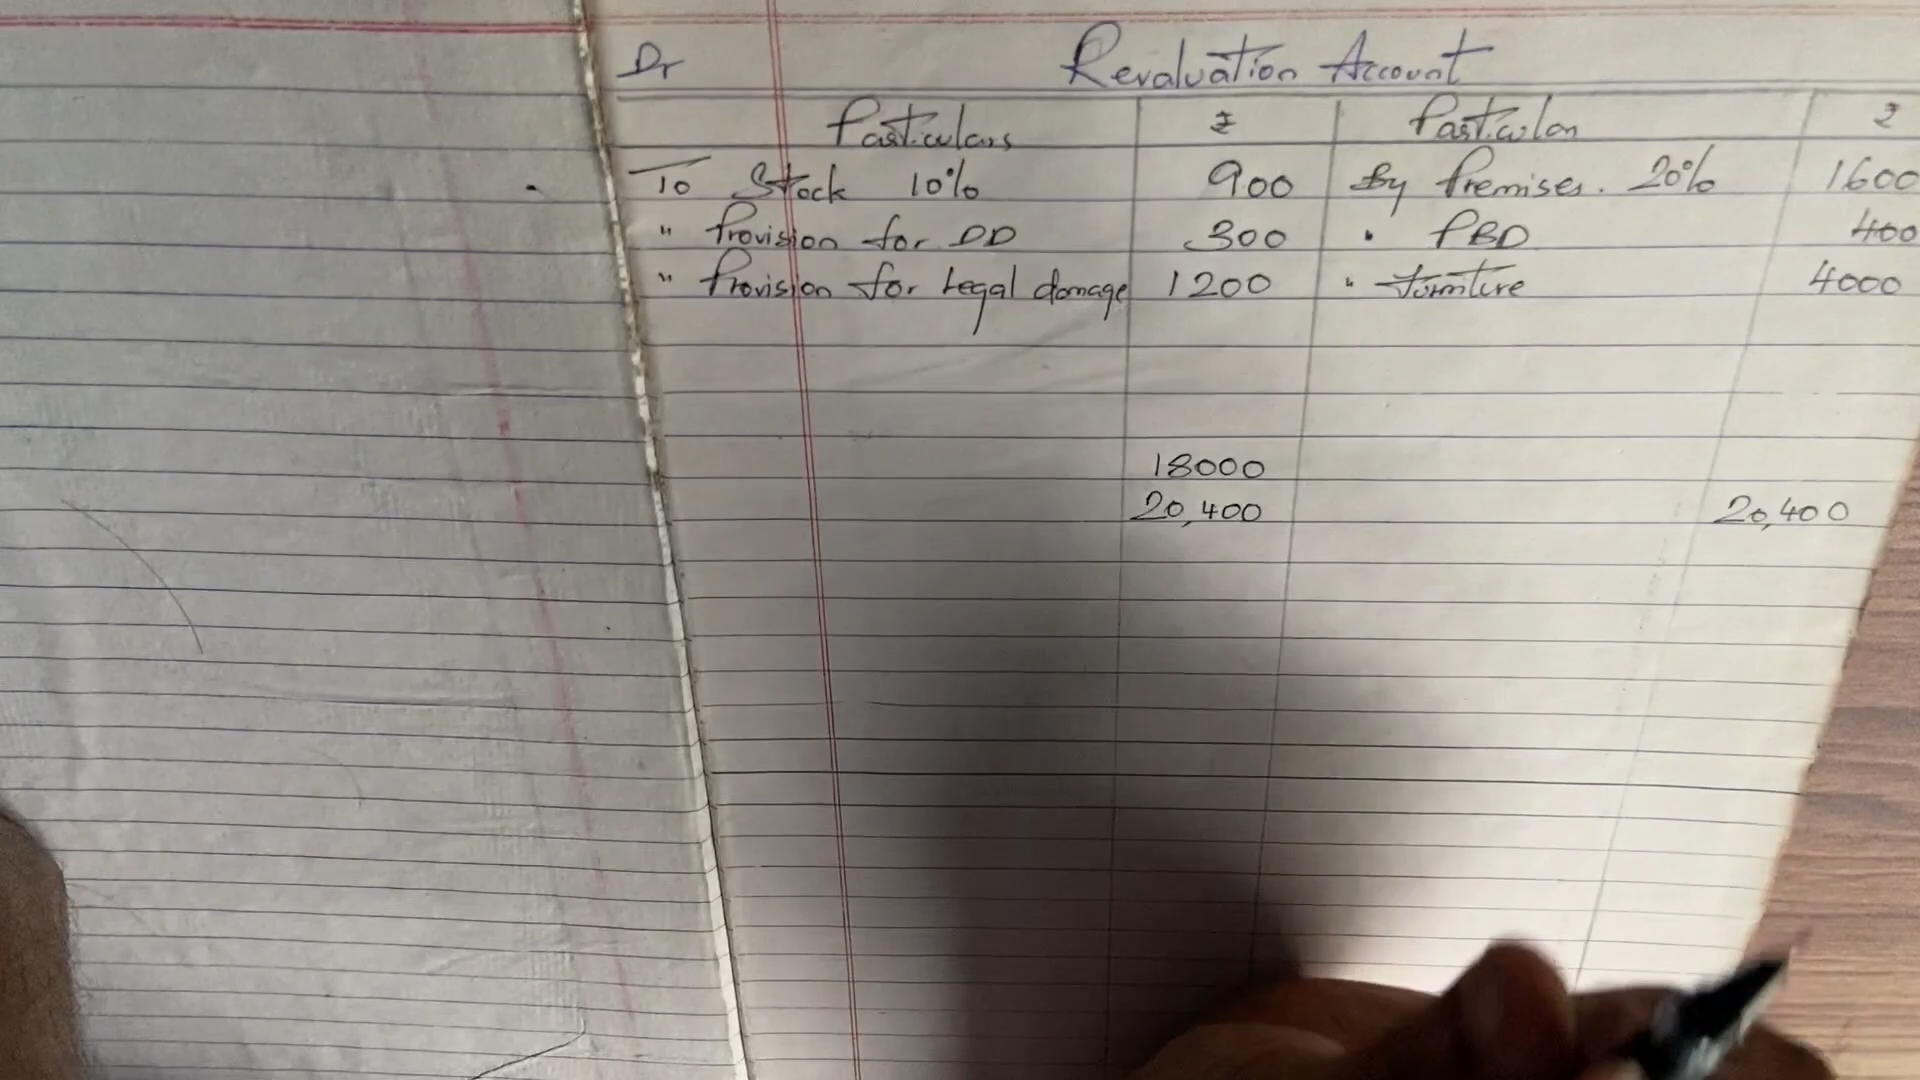 Dr Revaluation Account
Particulars ₹ Particulars ₹
To Stock 10% 900 By Premises. 20% 1600
" Provision for DD 300 " PBD 400
" Provision for Legal damage 1200 " furniture 4000
18000
20,400 20,400